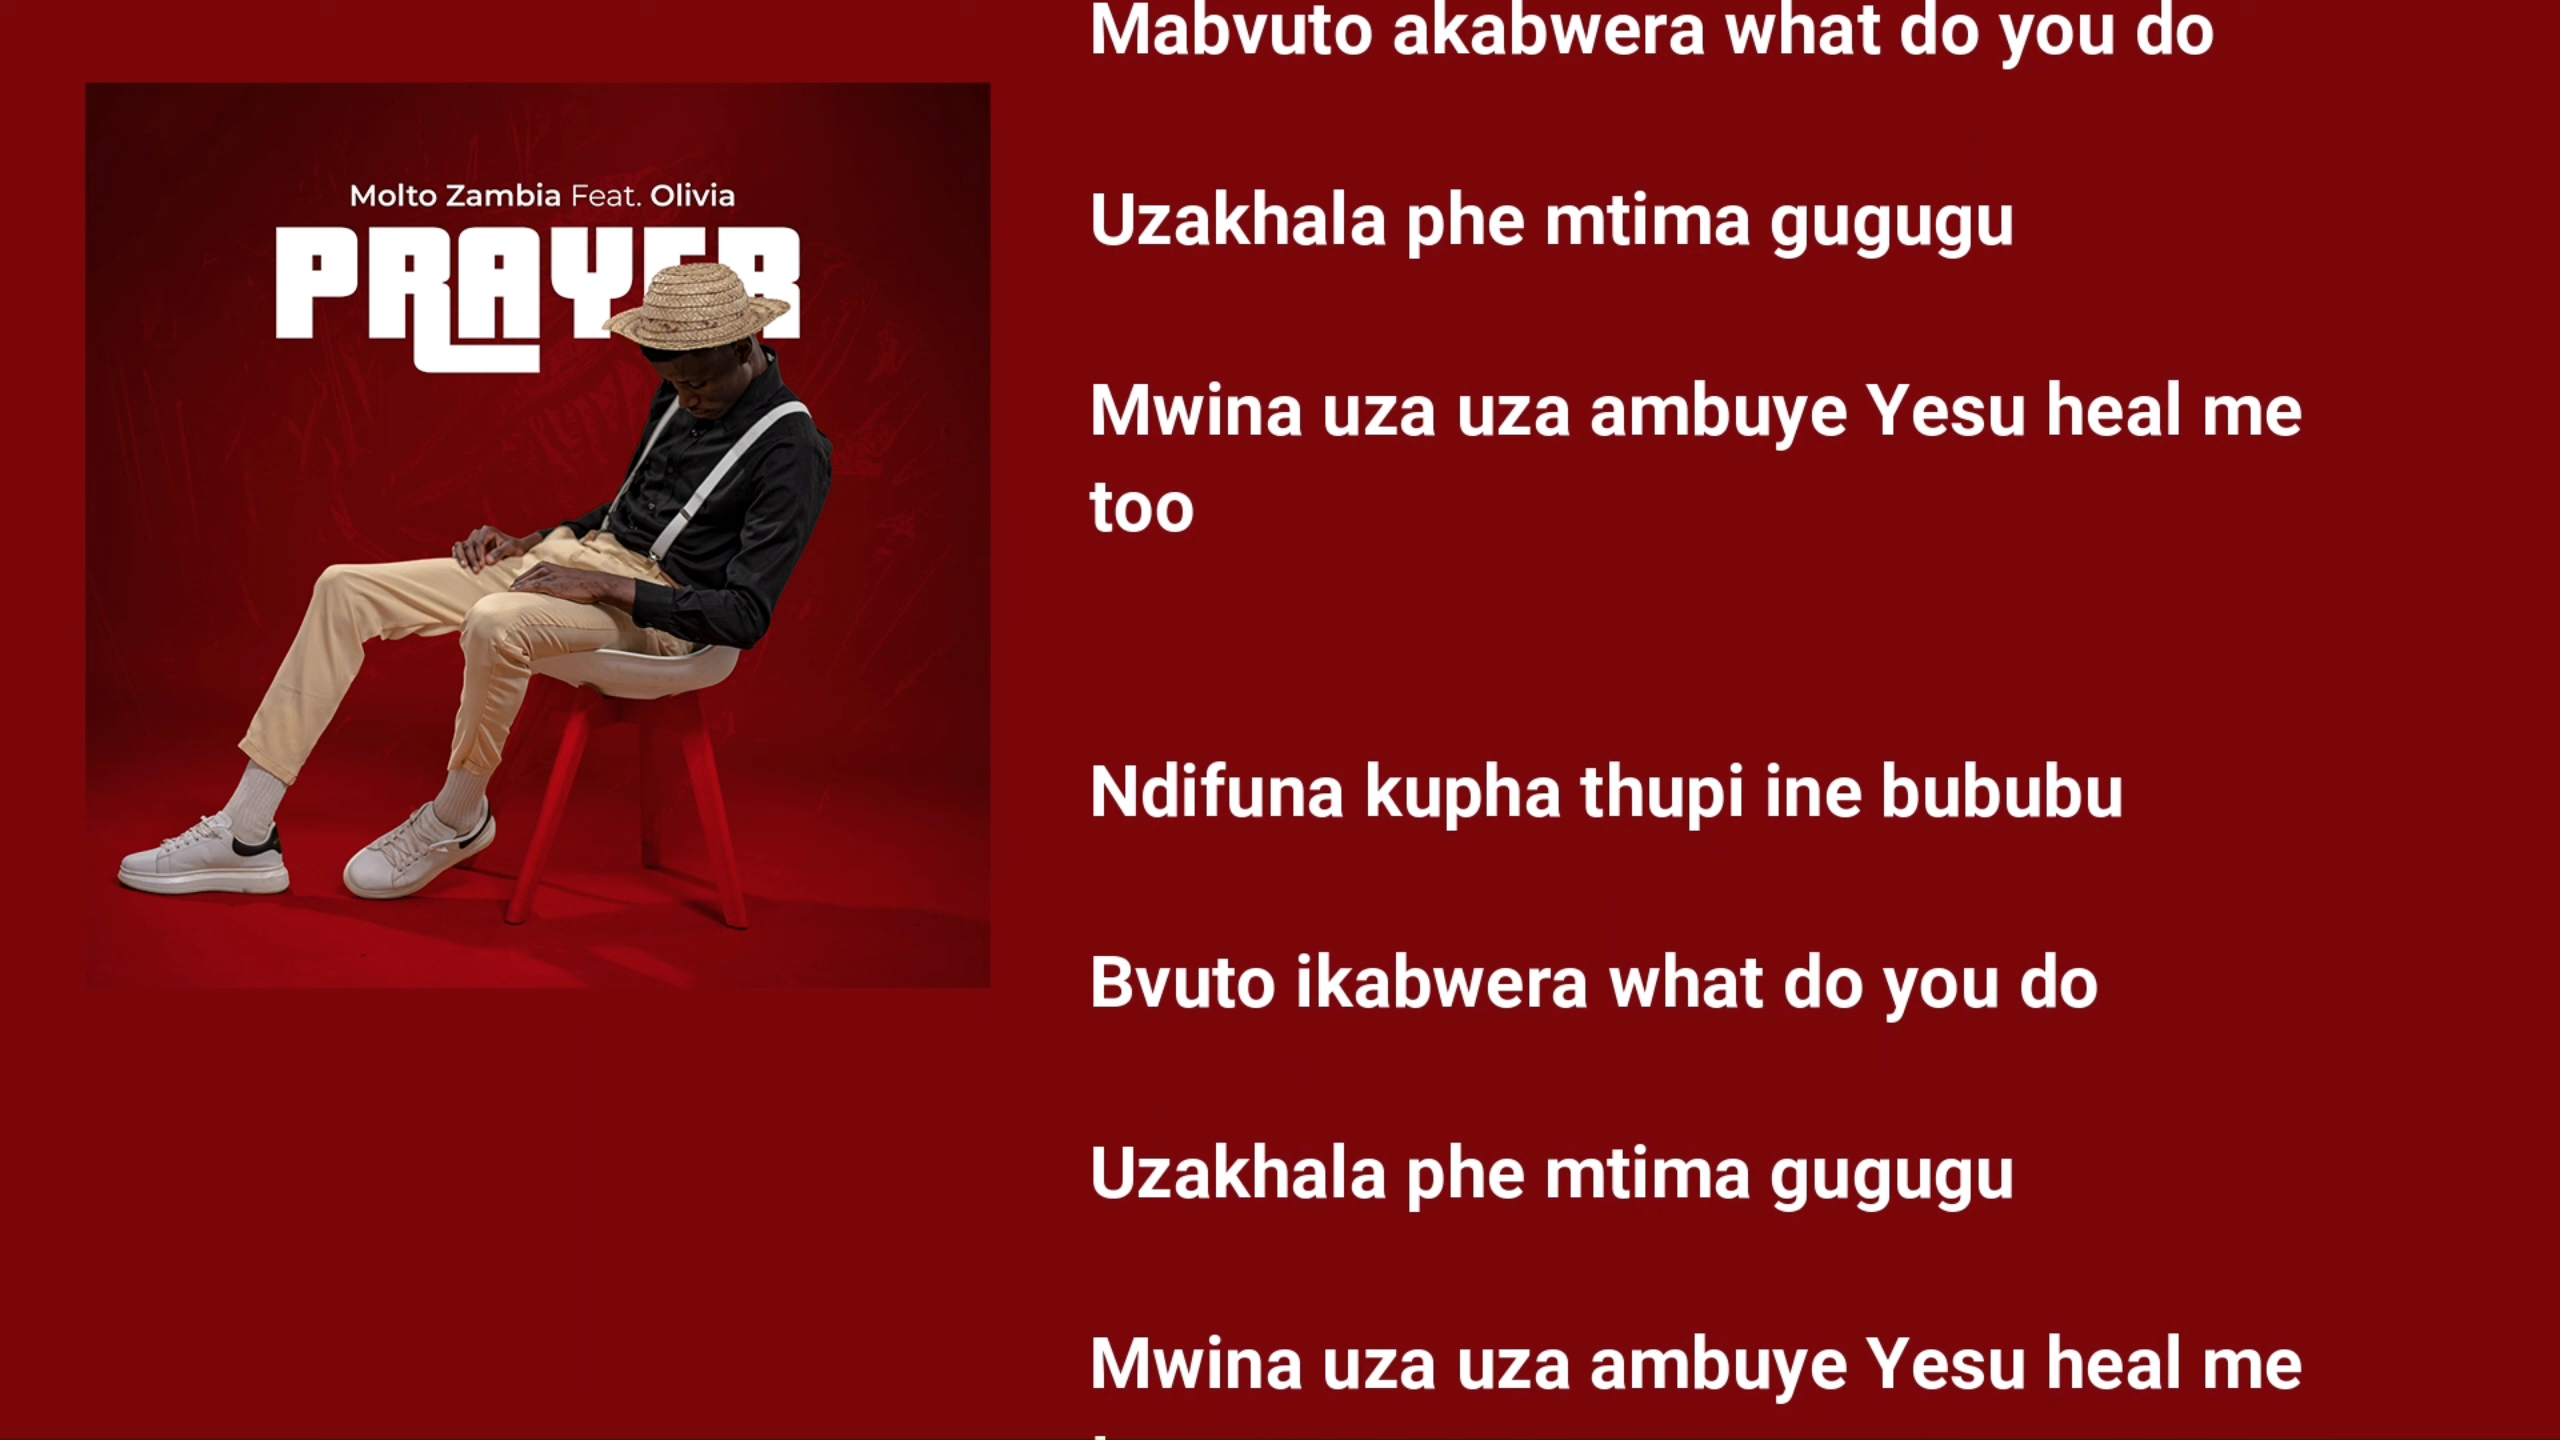 Molto Zambia Feat. Olivia
PRAYER
Mabvuto akabwera what do you do
Uzakhala phe mtima gugugu
Mwina uza uza ambuye Yesu heal me
too
Ndifuna kupha thupi ine bububu
Bvuto ikabwera what do you do
Uzakhala phe mtima gugugu
Mwina uza uza ambuye Yesu heal me